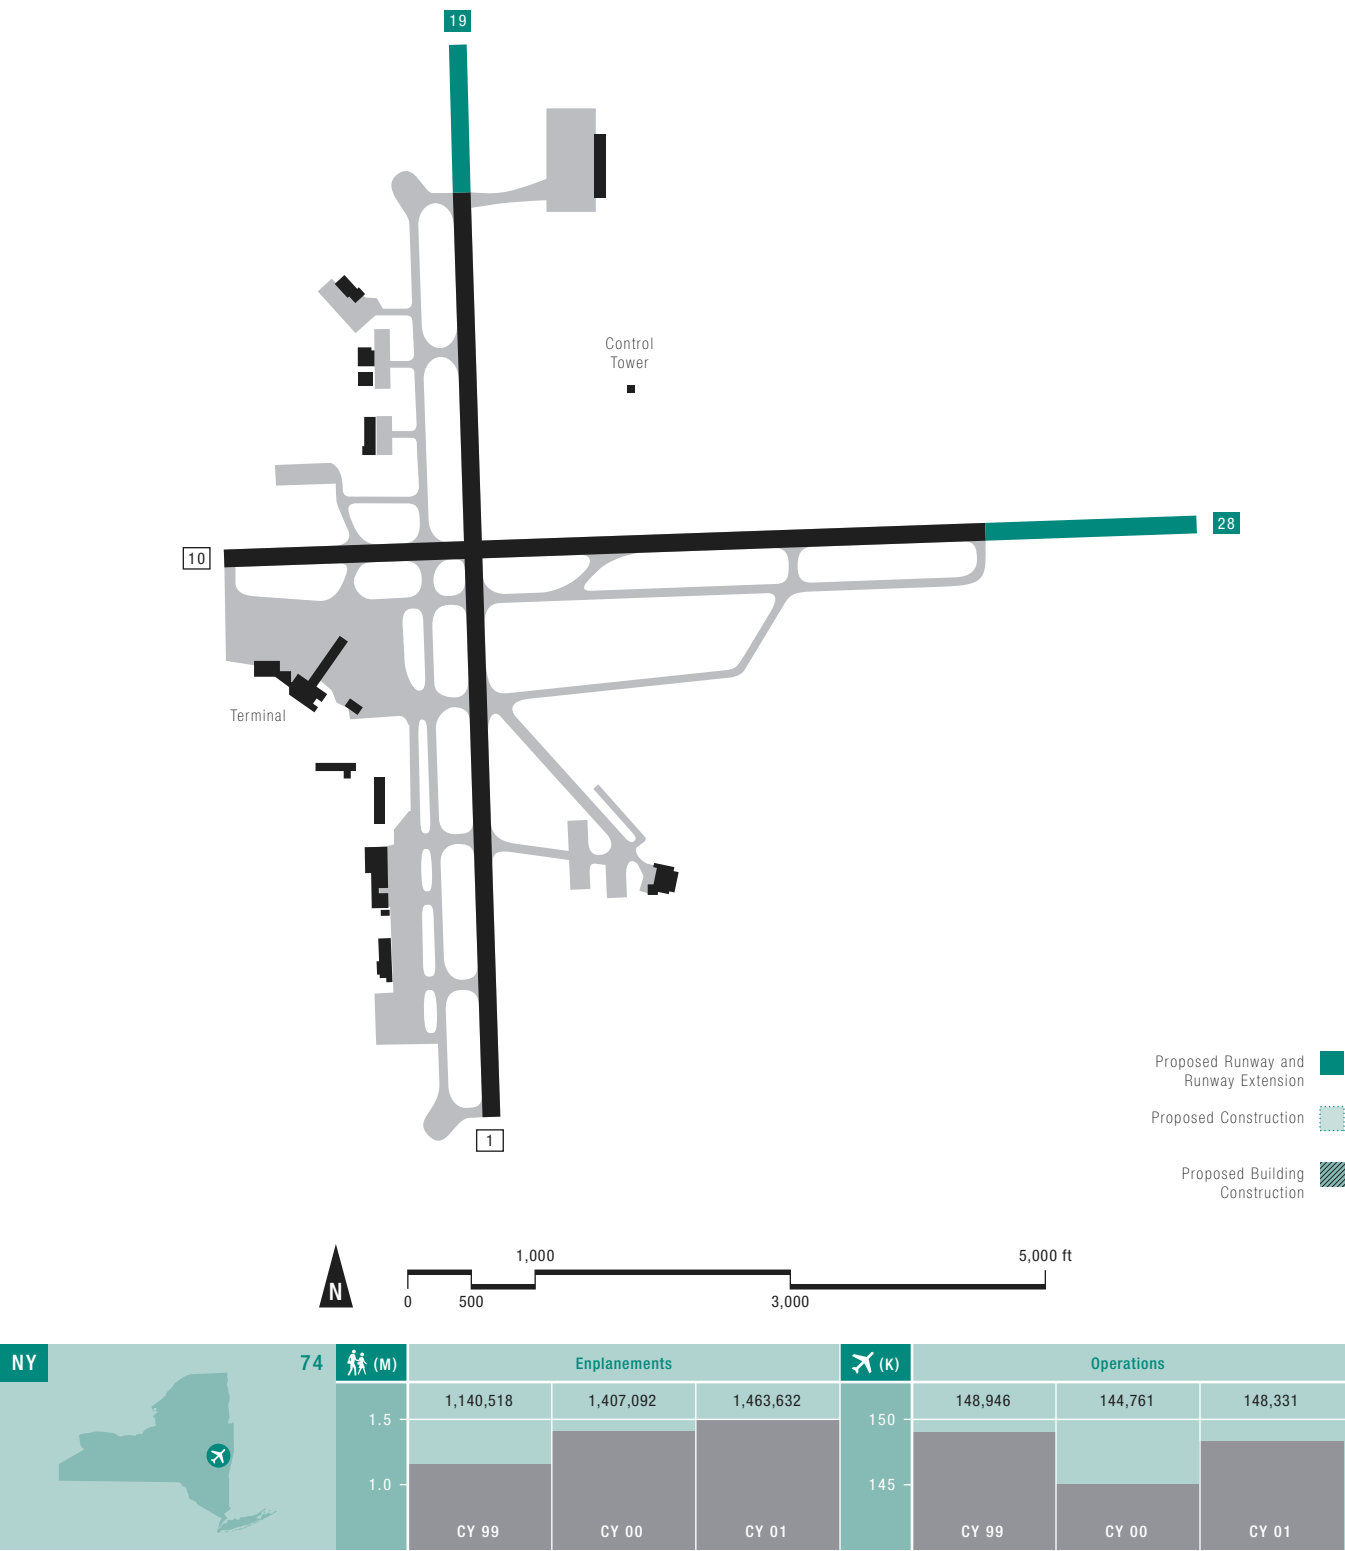 19
Control
Tower
28
10
Terminal
Proposed Runway and
Runway Extension
Proposed Construction
1
Proposed Building
Construction
1,000
5,000 ft
N
0
500
3,000
NY
74
(M)
Enplanements
(K)
Operations
1,140,518
1,407,092
1,463,632
148,946
144,761
148,331
1.5
150
1.0
145
CY 99
CY 00
CY 01
CY 99
CY 00
CY 01